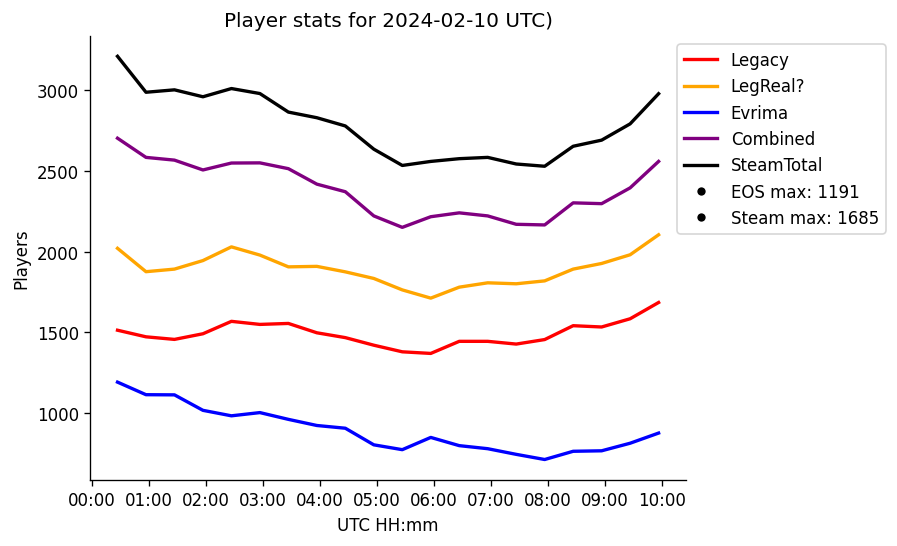 Player stats for 2024-02-10 UTC)
Legacy
LegReal?
Evrima
Combined
SteamTotal
EOS max: 1191
Steam max: 1685
Players
3000
2500
2000
1500
1000
00:00 01:00 02:00 03:00 04:00 05:00 06:00 07:00 08:00 09:00 10:00
UTC HH:mm